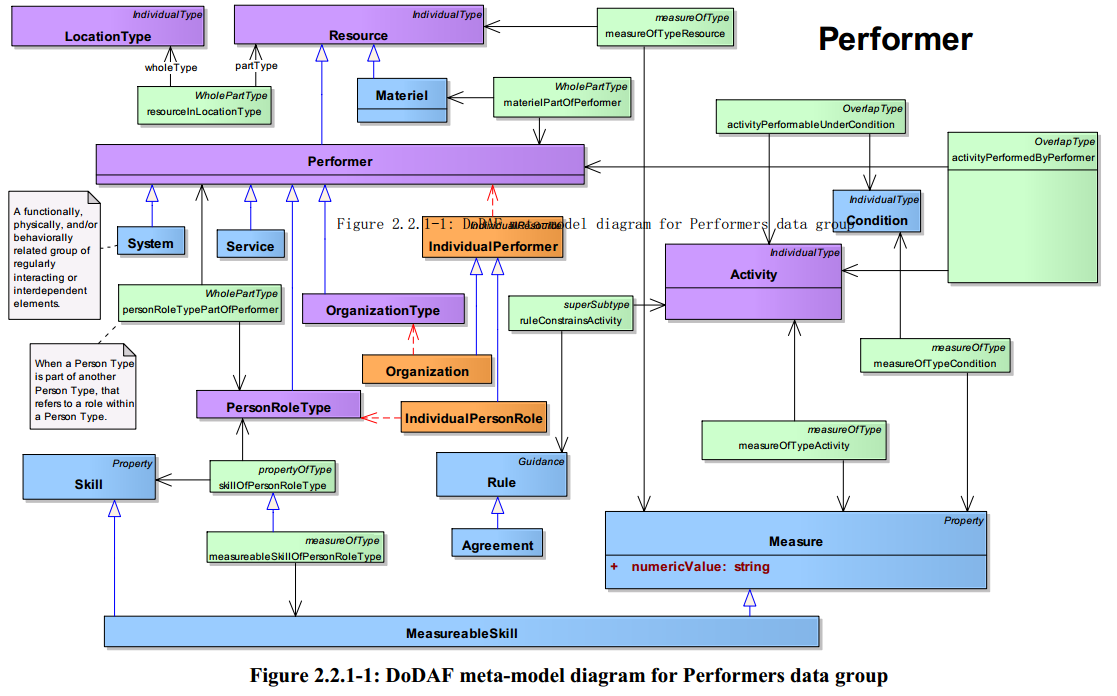 IndividualType
LocationType
IndividualType
Resource
measureOfType
measureOfTypeResource
Performer
wholeType
partType
WholePartType
resourceInLocationType
Materiel
WholePartType
materielPartOfPerformer
OverlapType
activityPerformableUnderCondition
OverlapType
activityPerformedByPerformer
Performer
A functionally,
physically, and/or
behaviorally
related group of
regularly
interacting or
interdependent
elements.
System
Service
Figure 2.2.1-1: DoDAF meta-model diagram for Performers data group
IndividualResource
IndividualPerformer
IndividualType
Condition
IndividualType
Activity
WholePartType
personRoleTypePartOfPerformer
OrganizationType
superSubtype
ruleConstrainsActivity
When a Person Type
is part of another
Person Type, that
refers to a role within
a Person Type.
Organization
measureOfType
measureOfTypeCondition
PersonRoleType
IndividualPersonRole
measureOfType
measureOfTypeActivity
Property
Skill
propertyOfType
skillOfPersonRoleType
Guidance
Rule
Agreement
measureOfType
measureableSkillOfPersonRoleType
Property
Measure
+ numericValue: string
MeasureableSkill
Figure 2.2.1-1: DoDAF meta-model diagram for Performers data group